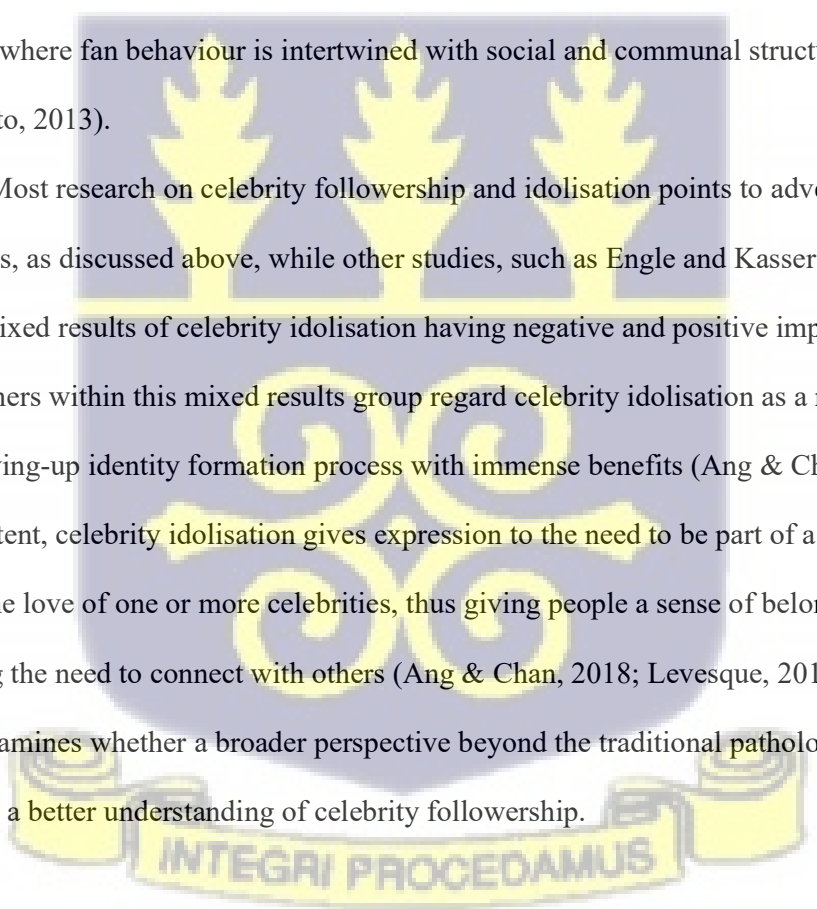 where fan behaviour is intertwined with social and communal struct
to, 2013).
Most research on celebrity followership and idolisation points to adv
s, as discussed above, while other studies, such as Engle and Kasser
ixed results of celebrity idolisation having negative and positive imp
ners within this mixed results group regard celebrity idolisation as a
ing-up identity formation process with immense benefits (Ang & Ch
tent, celebrity idolisation gives expression to the need to be part of a
e love of one or more celebrities, thus giving people a sense of belo
g the need to connect with others (Ang & Chan, 2018; Levesque, 201
amines whether a broader perspective beyond the traditional patholo
a better understanding of celebrity followership.
INTEGRI PROCEDAMUS